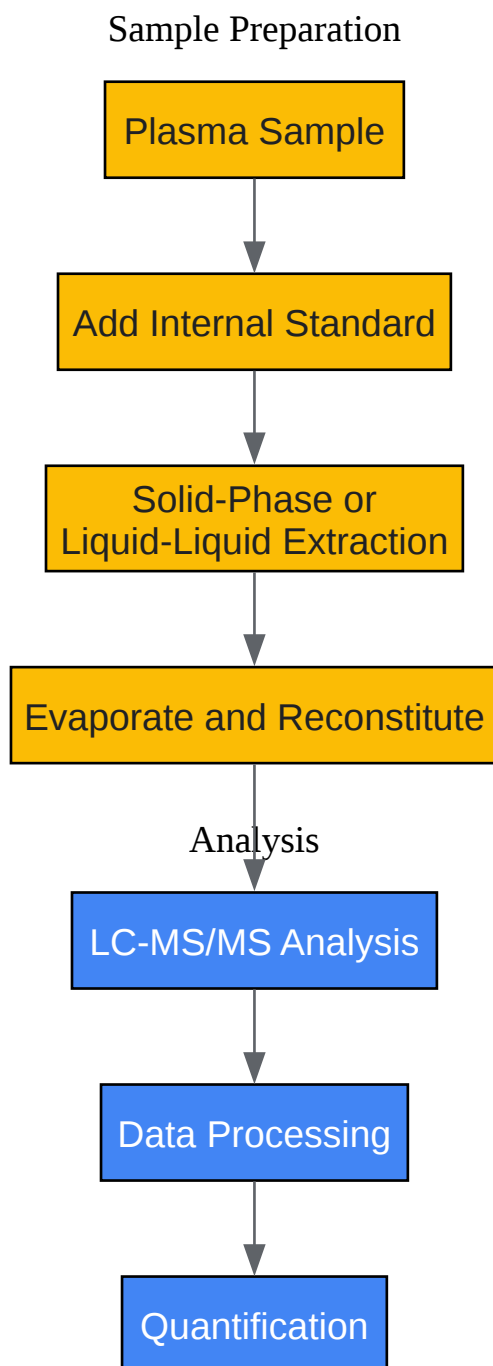 Sample Preparation
Plasma Sample
Add Internal Standard
Solid-Phase or
Liquid-Liquid Extraction
Evaporate and Reconstitute
Analysis
LC-MS/MS Analysis
Data Processing
Quantification